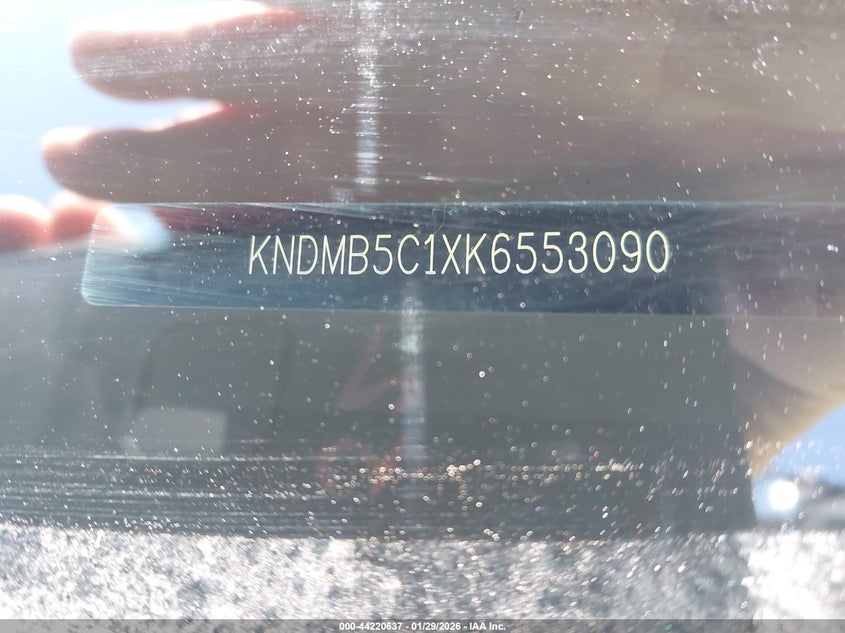 KNDMB5C1XK6553090
000-44220637 - 01/29/2026 - IAA Inc.